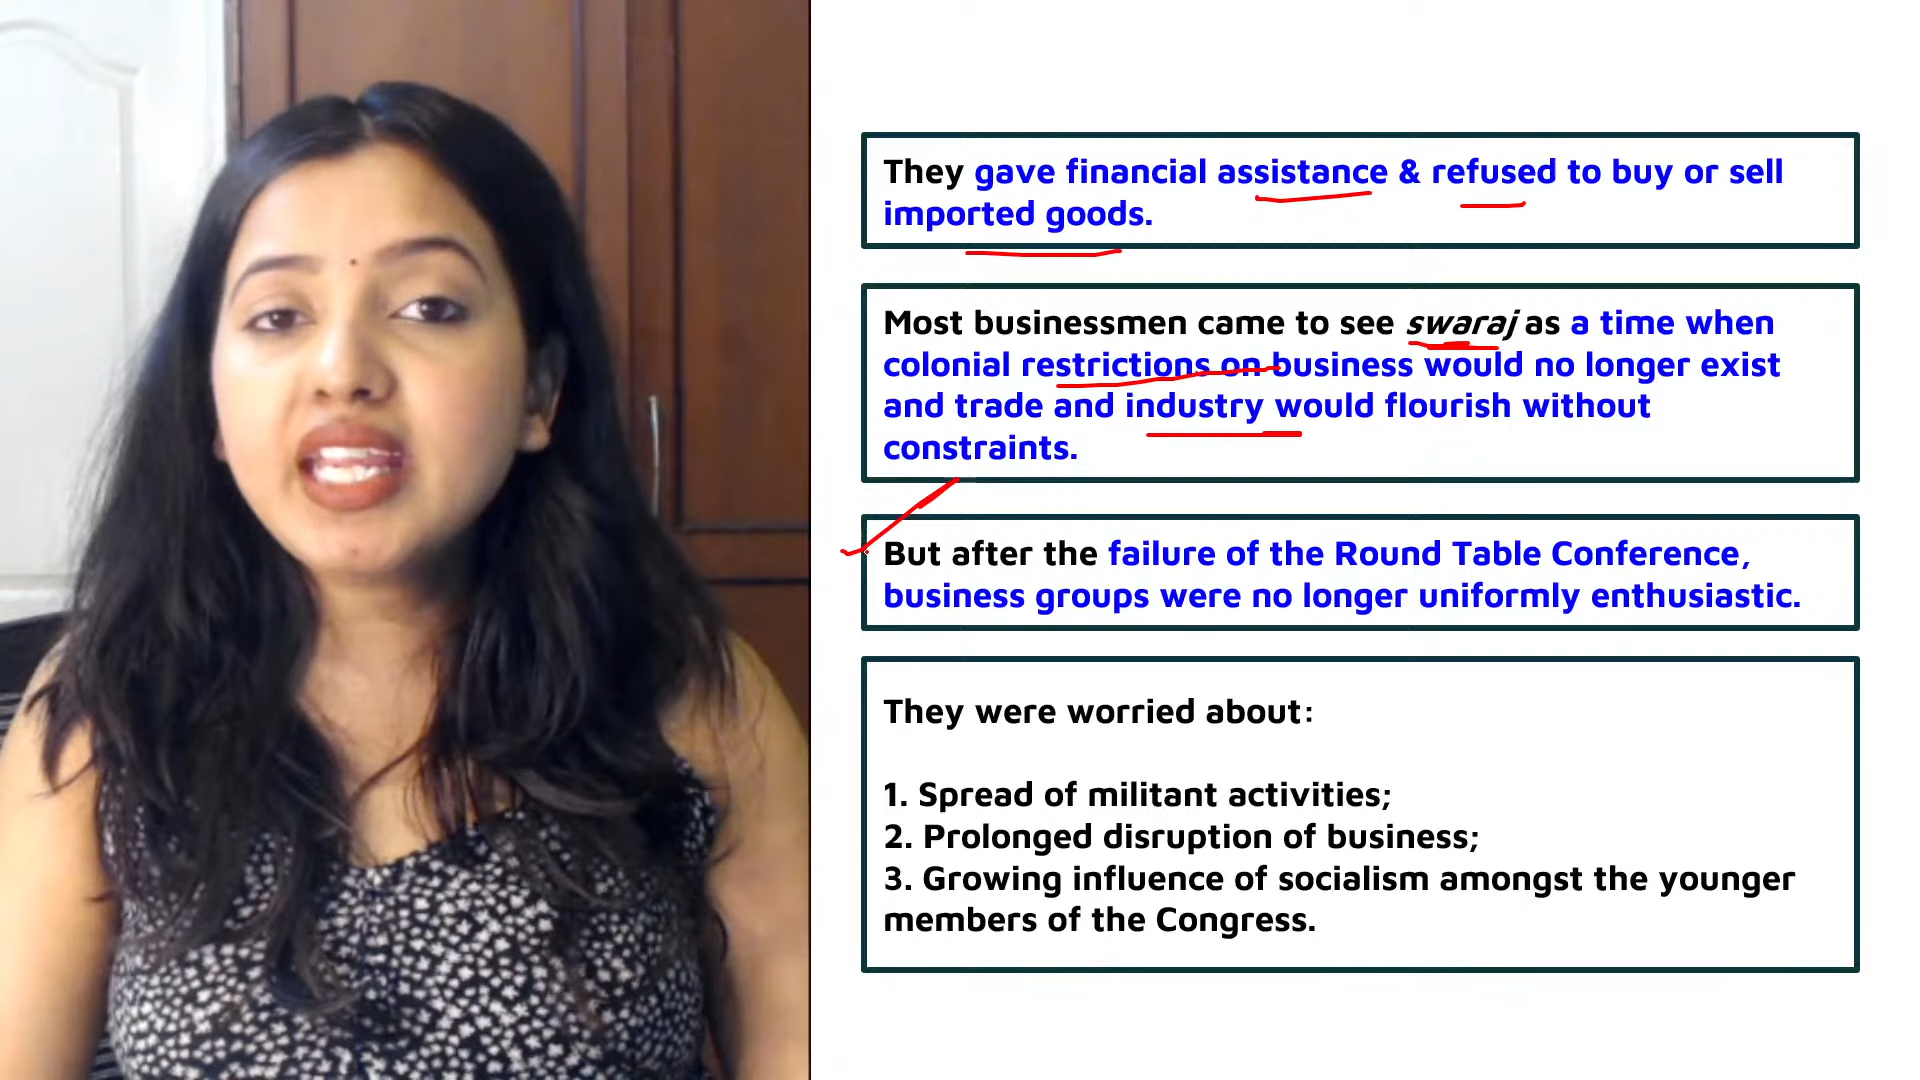 They gave financial assistance & refused to buy or sell
imported goods.
Most businessmen came to see swaraj as a time when
colonial restrictions on business would no longer exist
and trade and industry would flourish without
constraints.
But after the failure of the Round Table Conference,
business groups were no longer uniformly enthusiastic.
They were worried about:
1. Spread of militant activities;
2. Prolonged disruption of business;
3. Growing influence of socialism amongst the younger
members of the Congress.